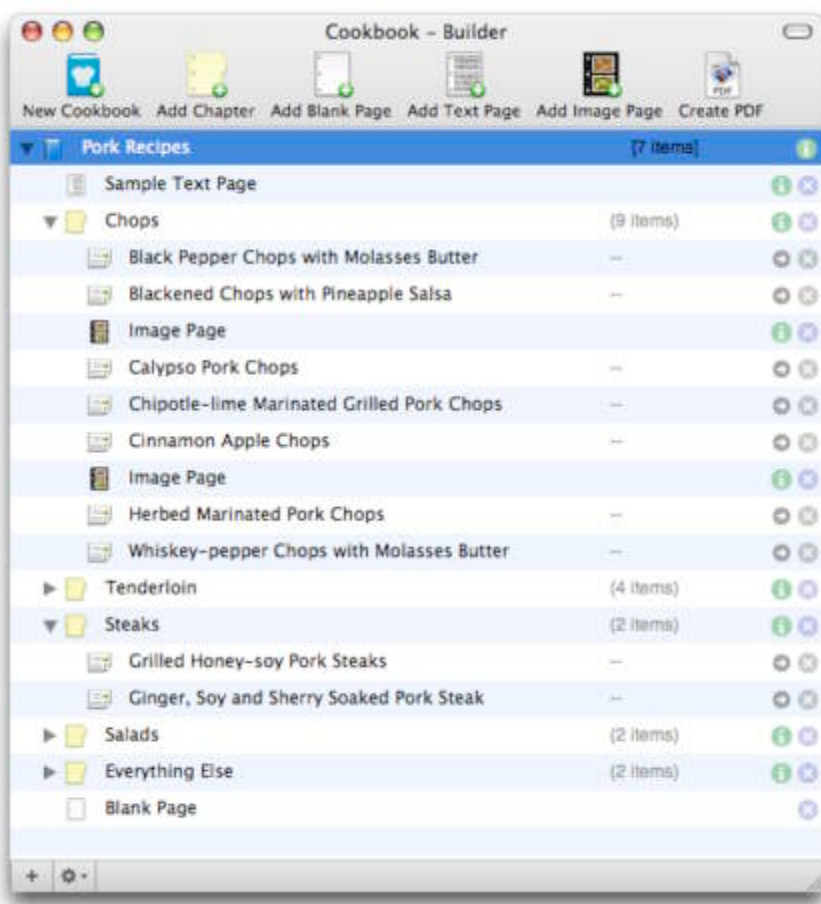 Cookbook – Builder
New Cookbook Add Chapter Add Blank Page Add Text Page Add Image Page Create PDF
Pork Recipes [7 items]
Sample Text Page
Chops (9 items)
Black Pepper Chops with Molasses Butter --
Blackened Chops with Pineapple Salsa --
Image Page
Calypso Pork Chops --
Chipotle-lime Marinated Grilled Pork Chops --
Cinnamon Apple Chops --
Image Page
Herbed Marinated Pork Chops --
Whiskey-pepper Chops with Molasses Butter --
Tenderloin (4 items)
Steaks (2 items)
Grilled Honey-soy Pork Steaks --
Ginger, Soy and Sherry Soaked Pork Steak --
Salads (2 items)
Everything Else (2 items)
Blank Page